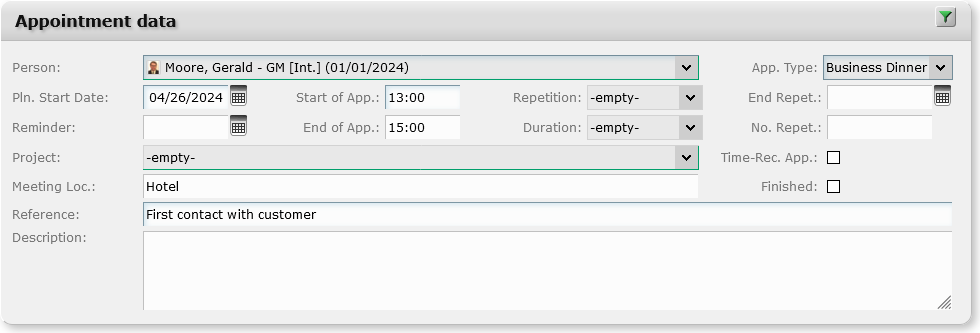 Appointment data
Person: Moore, Gerald - GM [Int.] (01/01/2024) App. Type: Business Dinner
Pln. Start Date: 04/26/2024 Start of App.: 13:00 Repetition: -empty- End Repet.:
Reminder: End of App.: 15:00 Duration: -empty- No. Repet.:
Project: -empty- Time-Rec. App.:
Meeting Loc.: Hotel Finished:
Reference: First contact with customer
Description: